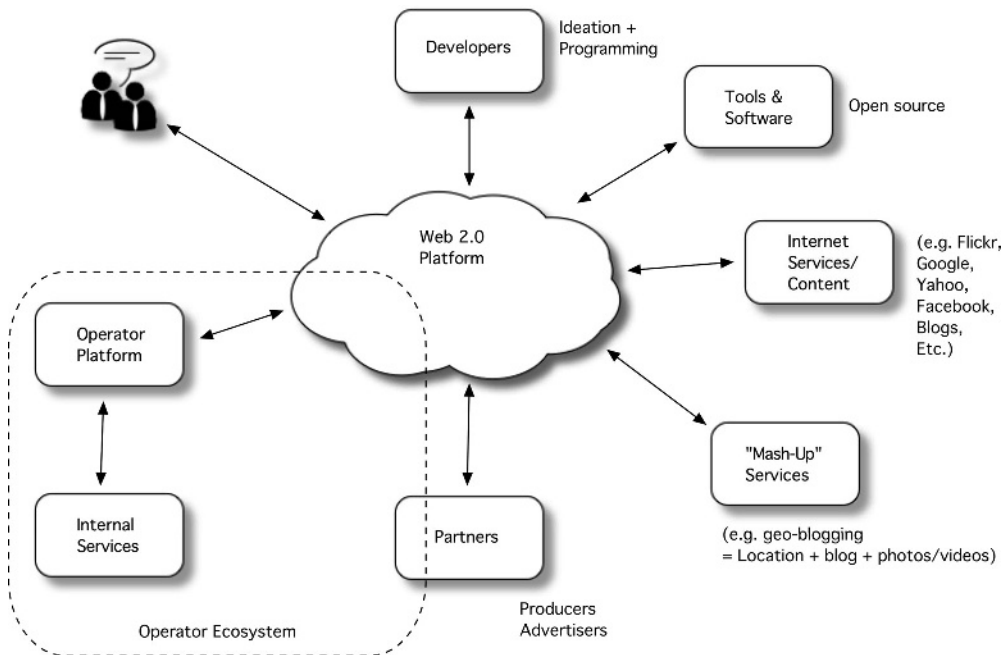 Developers
Ideation +
Programming
Tools &
Software
Open source
Web 2.0
Platform
Internet
Services/
Content
(e.g. Flickr,
Google,
Yahoo,
Facebook,
Blogs,
Etc.)
Operator
Platform
"Mash-Up"
Services
(e.g. geo-blogging
= Location + blog + photos/videos)
Internal
Services
Partners
Producers
Advertisers
Operator Ecosystem